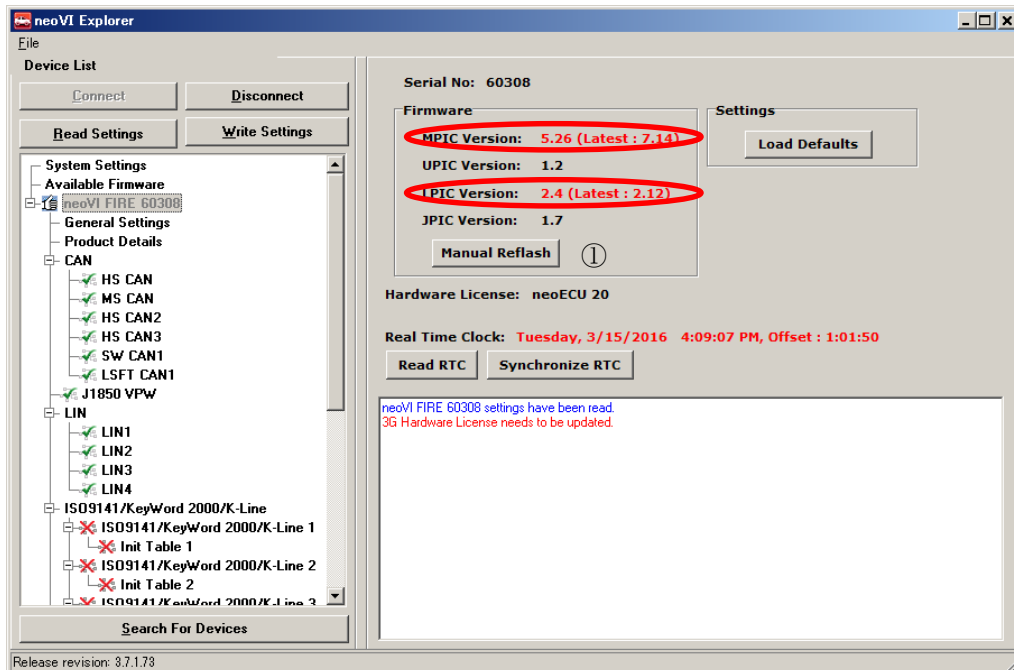 neoVI Explorer
File
Device List
Connect
Disconnect
Read Settings
Write Settings
System Settings
Available Firmware
neoVI FIRE 60308
General Settings
Product Details
CAN
HS CAN
MS CAN
HS CAN2
HS CAN3
SW CAN1
LSFT CAN1
J1850 VPW
LIN
LIN1
LIN2
LIN3
LIN4
ISO9141/KeyWord 2000/K-Line
ISO9141/KeyWord 2000/K-Line 1
Init Table 1
ISO9141/KeyWord 2000/K-Line 2
Init Table 2
ISO9141/KeyWord 2000/K-Line 3
Search For Devices
Serial No: 60308
Firmware
MPIC Version: 5.26 (Latest : 7.14)
UPIC Version: 1.2
LPIC Version: 2.4 (Latest : 2.12)
JPIC Version: 1.7
Manual Reflash ①
Settings
Load Defaults
Hardware License: neoECU 20
Real Time Clock: Tuesday, 3/15/2016 4:09:07 PM, Offset : 1:01:50
Read RTC
Synchronize RTC
neoVI FIRE 60308 settings have been read.
3G Hardware License needs to be updated.
Release revision: 3.7.1.73